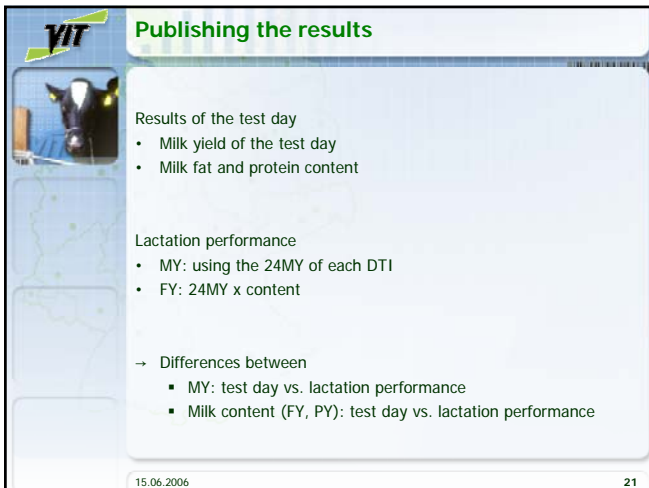 VIT
Publishing the results
Results of the test day
• Milk yield of the test day
• Milk fat and protein content
Lactation performance
• MY: using the 24MY of each DTI
• FY: 24MY x content
→ Differences between
▪ MY: test day vs. lactation performance
▪ Milk content (FY, PY): test day vs. lactation performance
15.06.2006
21